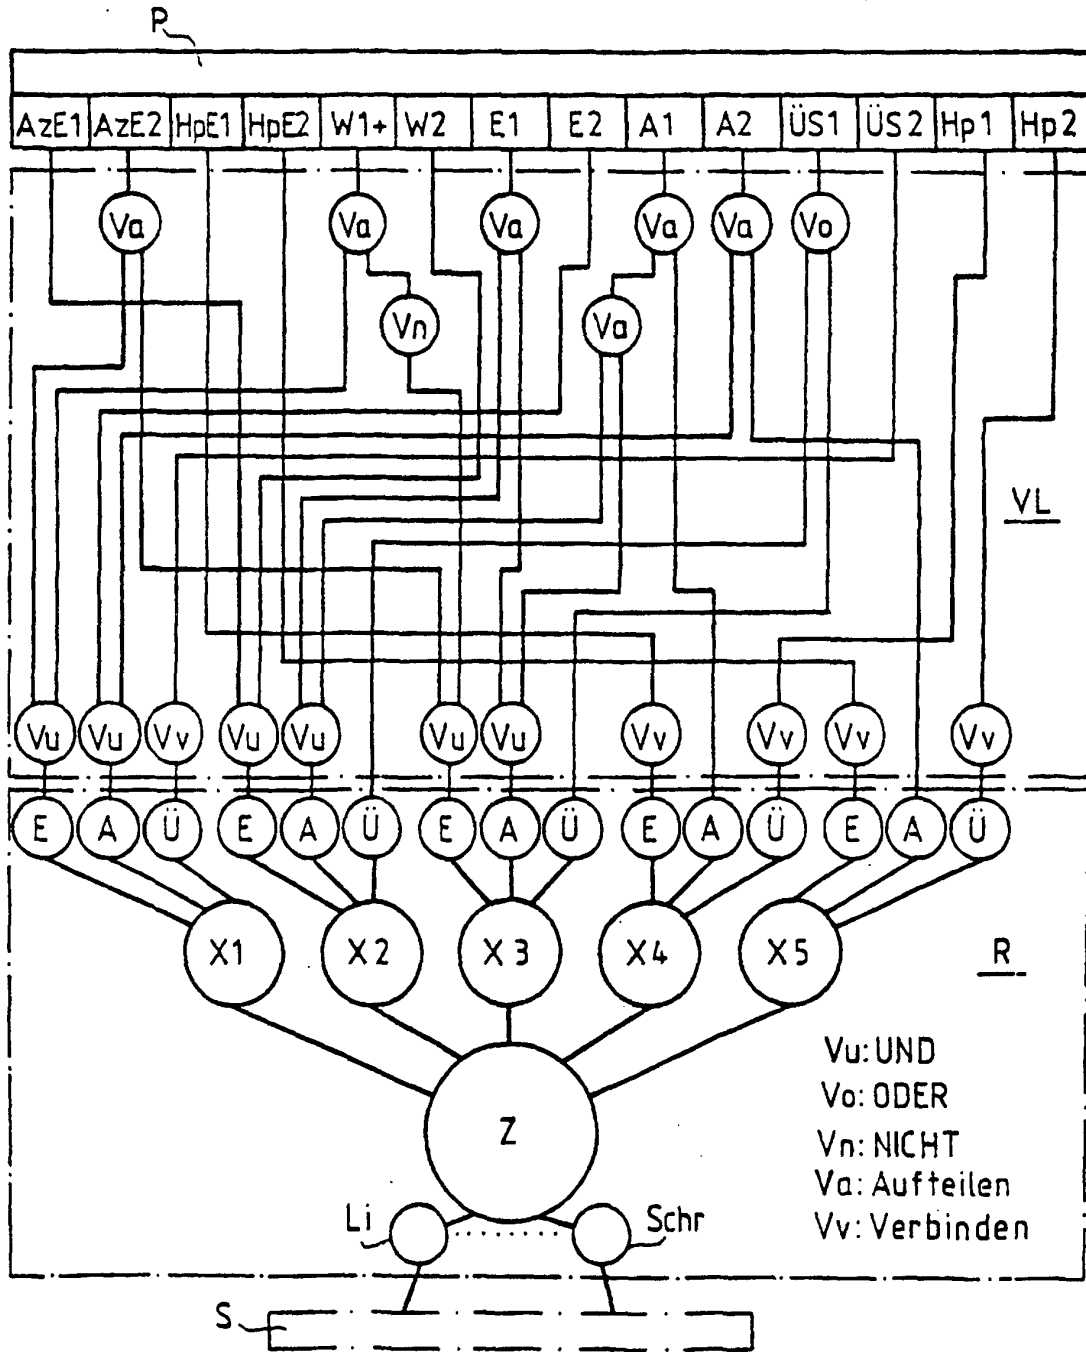 P
AzE1 AzE2 HpE1 HpE2 W1+ W2 E1 E2 A1 A2 ÜS1 ÜS2 Hp1 Hp2
Va Va Va Va Va Vo
Vn Va
VL
Vu Vu Vv Vu Vu Vu Vu Vv Vv Vv Vv
E A Ü E A Ü E A Ü E A Ü E A Ü
X1 X2 X3 X4 X5
R
Vu: UND
Vo: ODER
Z
Vn: NICHT
Va: Aufteilen
Li Schr
Vv: Verbinden
S